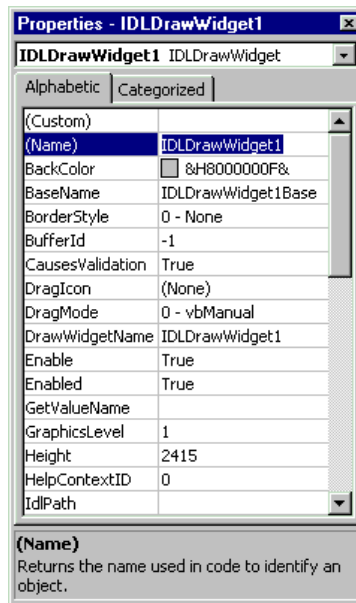 Properties - IDLDrawWidget1
IDLDrawWidget1 IDLDrawWidget
Alphabetic Categorized
(Custom)
(Name) IDLDrawWidget1
BackColor &H8000000F&
BaseName IDLDrawWidget1Base
BorderStyle 0 - None
BufferId -1
CausesValidation True
DragIcon (None)
DragMode 0 - vbManual
DrawWidgetName IDLDrawWidget1
Enable True
Enabled True
GetValueName
GraphicsLevel 1
Height 2415
HelpContextID 0
IdlPath
(Name)
Returns the name used in code to identify an
object.